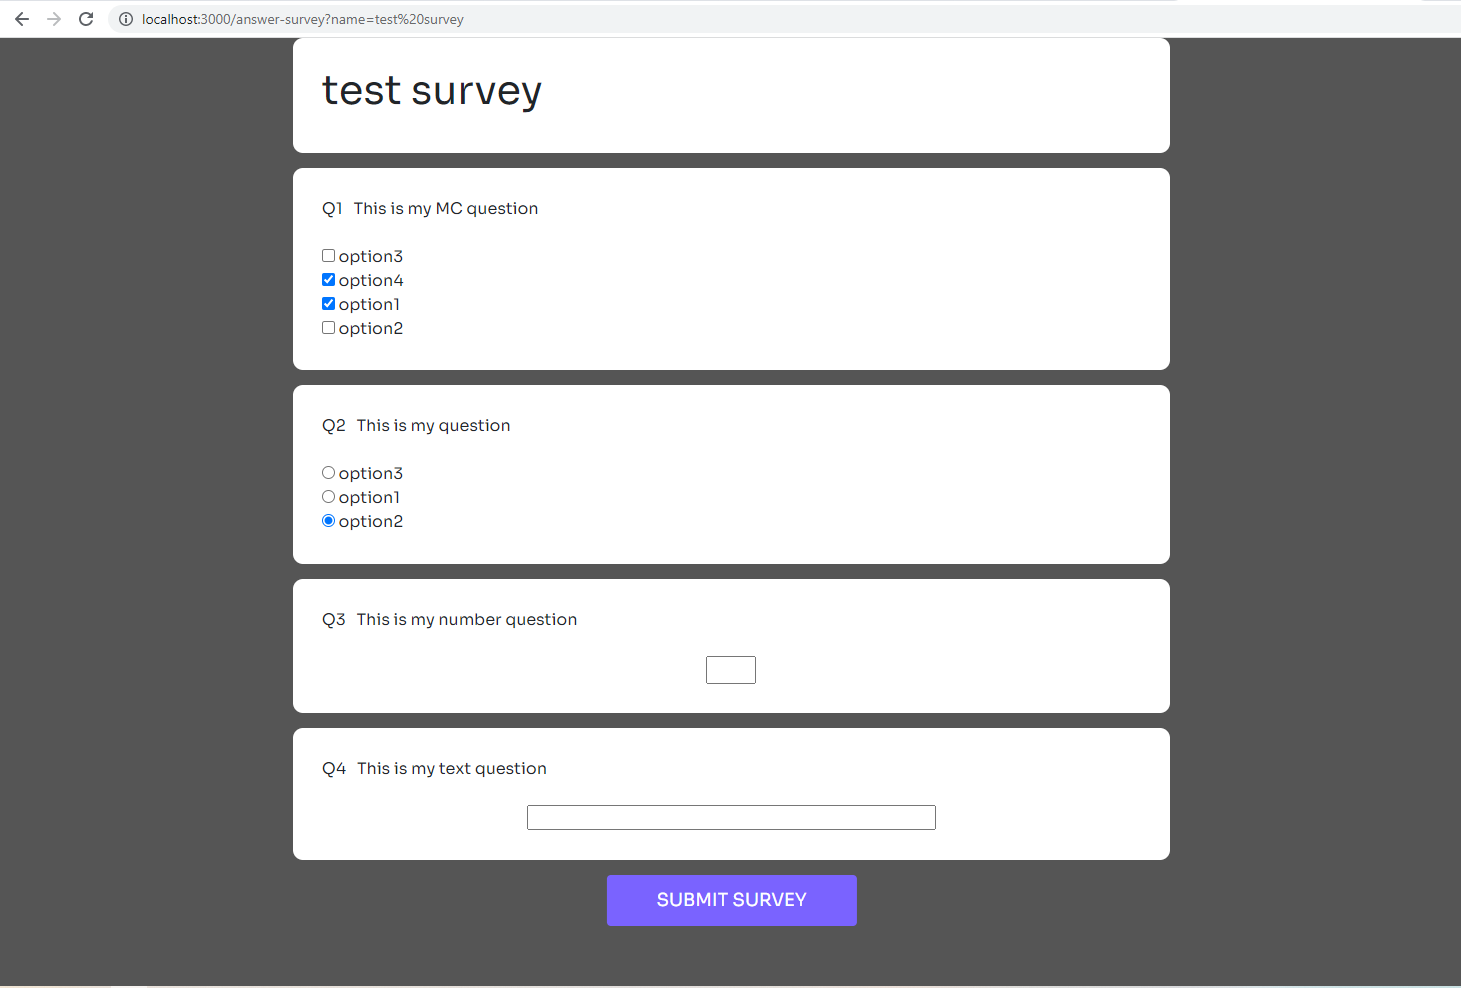 localhost:3000/answer-survey?name=test%20survey
test survey
Q1 This is my MC question
option3
option4
option1
option2
Q2 This is my question
option3
option1
option2
Q3 This is my number question
Q4 This is my text question
SUBMIT SURVEY